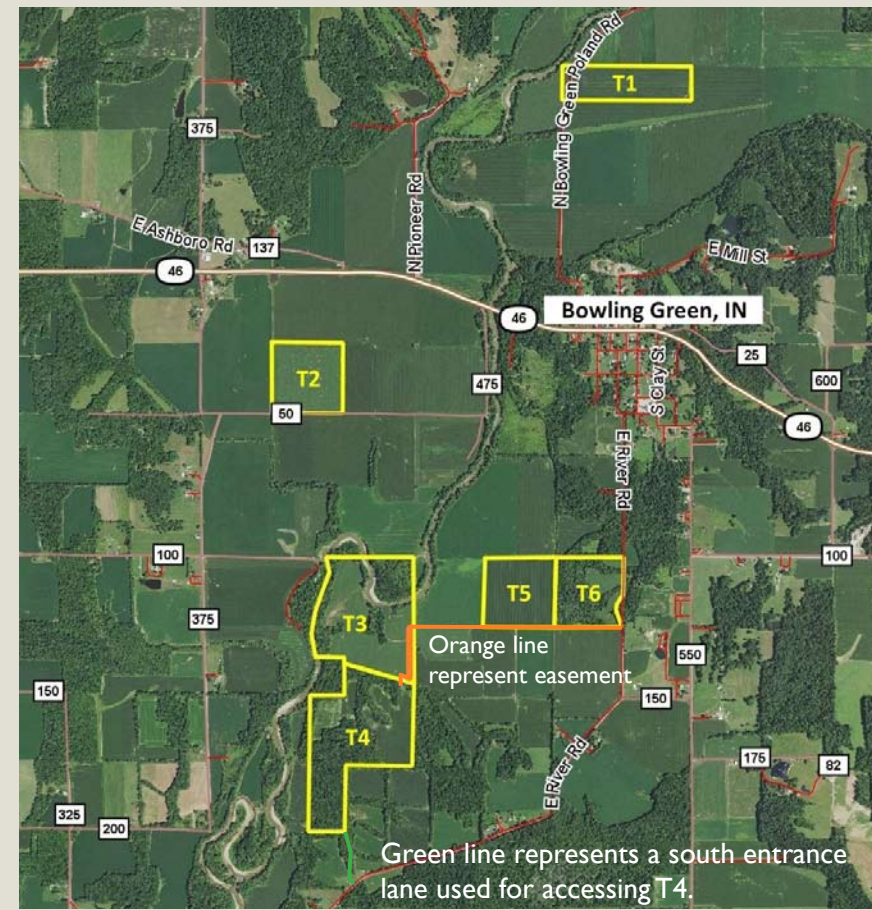 N Bowling Green/Poland Rd
T1
375
N Pioneer Rd
E Ashboro Rd
137
E Mill St
46
46
Bowling Green, IN
25
T2
475
S Clay St
600
50
46
E River Rd
100
100
T5
T6
T3
375
Orange line
represent easement
550
150
150
T4
E River Rd
175
82
325
200
Green line represents a south entrance
lane used for accessing T4.